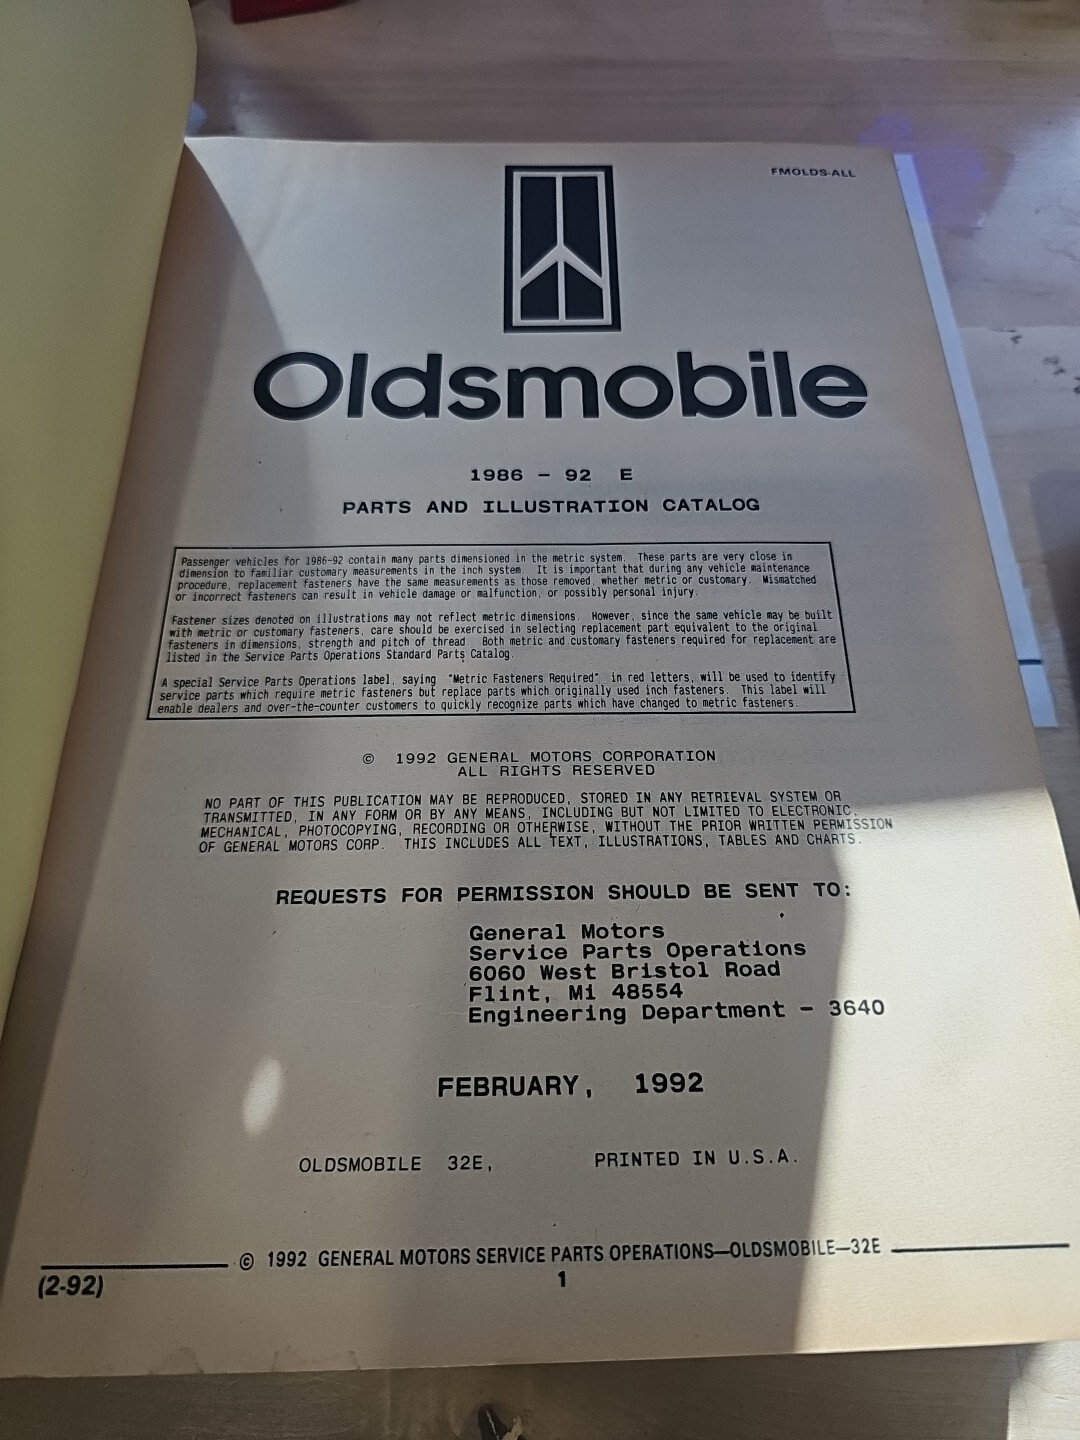 FMOLDS-ALL
Oldsmobile
1986 - 92 E
PARTS AND ILLUSTRATION CATALOG
Passenger vehicles for 1986-92 contain many parts dimensioned in the metric system. These parts are very close in
dimension to familiar customary measurements in the inch system. It is important that during any vehicle maintenance
procedure, replacement fasteners have the same measurements as those removed, whether metric or customary. Mismatched
or incorrect fasteners can result in vehicle damage or malfunction, or possibly personal injury.
Fastener sizes denoted on illustrations may not reflect metric dimensions. However, since the same vehicle may be built
with metric or customary fasteners, care should be exercised in selecting replacement part equivalent to the original
fasteners in dimensions, strength and pitch of thread. Both metric and customary fasteners required for replacement are
listed in the Service Parts Operations Standard Parts Catalog.
A special Service Parts Operations label, saying "Metric Fasteners Required" in red letters, will be used to identify
service parts which require metric fasteners but replace parts which originally used inch fasteners. This label will
enable dealers and over-the-counter customers to quickly recognize parts which have changed to metric fasteners.
© 1992 GENERAL MOTORS CORPORATION
ALL RIGHTS RESERVED
NO PART OF THIS PUBLICATION MAY BE REPRODUCED, STORED IN ANY RETRIEVAL SYSTEM OR
TRANSMITTED, IN ANY FORM OR BY ANY MEANS, INCLUDING BUT NOT LIMITED TO ELECTRONIC,
MECHANICAL, PHOTOCOPYING, RECORDING OR OTHERWISE, WITHOUT THE PRIOR WRITTEN PERMISSION
OF GENERAL MOTORS CORP. THIS INCLUDES ALL TEXT, ILLUSTRATIONS, TABLES AND CHARTS.
REQUESTS FOR PERMISSION SHOULD BE SENT TO:
General Motors
Service Parts Operations
6060 West Bristol Road
Flint, Mi 48554
Engineering Department - 3640
FEBRUARY, 1992
OLDSMOBILE 32E, PRINTED IN U.S.A.
© 1992 GENERAL MOTORS SERVICE PARTS OPERATIONS—OLDSMOBILE—32E
(2-92) 1